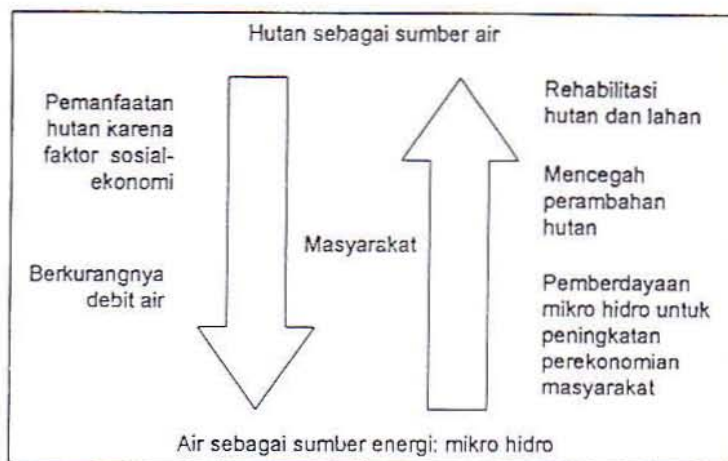 Hutan sebagai sumber air
Pemanfaatan
hutan karena
faktor sosial-
ekonomi
Berkurangnya
debit air
Masyarakat
Rehabilitasi
hutan dan lahan
Mencegah
perambahan
hutan
Pemberdayaan
mikro hidro untuk
peningkatan
perekonomian
masyarakat
Air sebagai sumber energi: mikro hidro